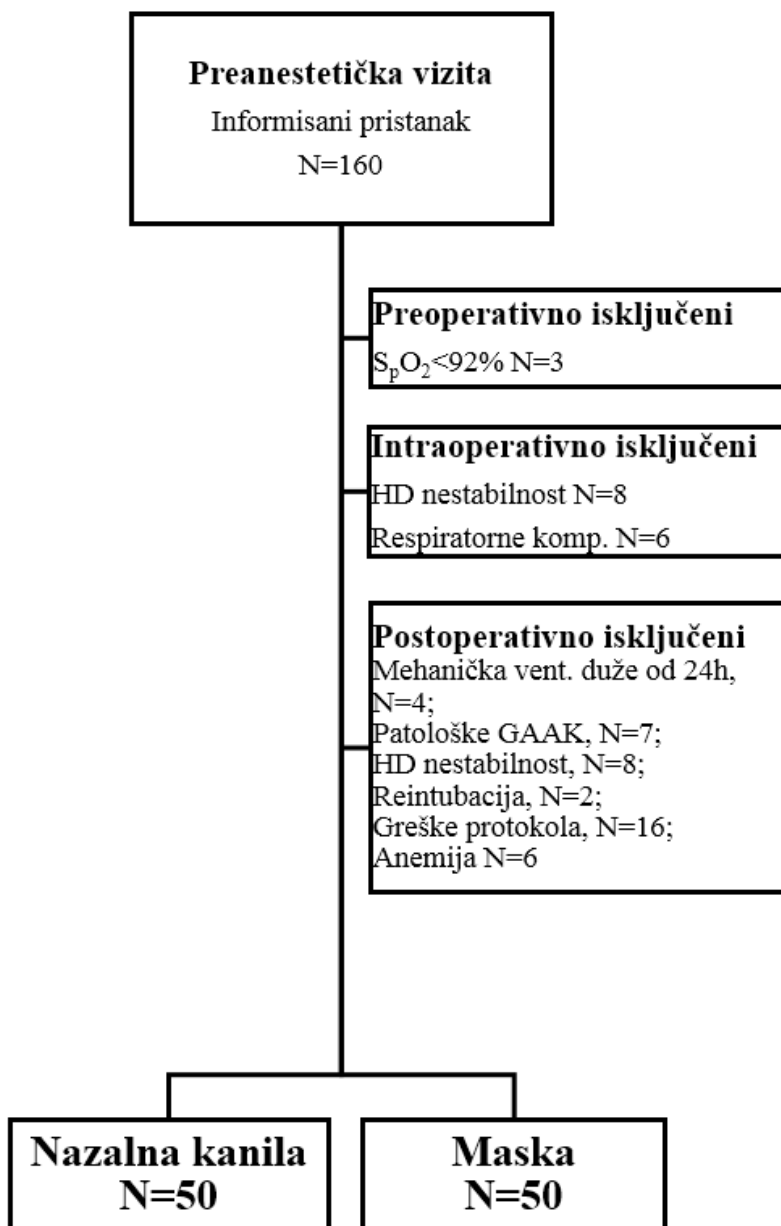 Preanestetička vizita
Informisani pristanak
N=160
Preoperativno isključeni
SpO2<92% N=3
Intraoperativno isključeni
HD nestabilnost N=8
Respiratorne komp. N=6
Postoperativno isključeni
Mehanička vent. duže od 24h,
N=4;
Patološke GAAK, N=7;
HD nestabilnost, N=8;
Reintubacija, N=2;
Greške protokola, N=16;
Anemija N=6
Nazalna kanila
N=50
Maska
N=50